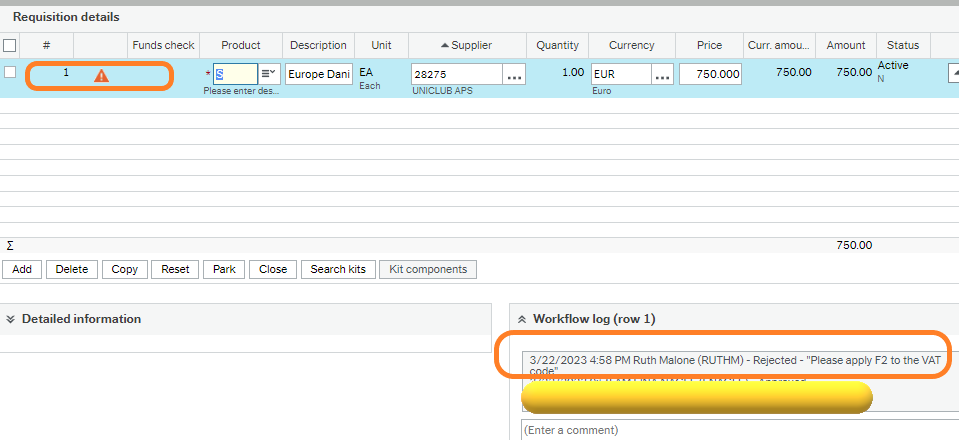 Requisition details
# Funds check Product Description Unit Supplier Quantity Currency Price Curr. amou... Amount Status
1 * S Europe Dani EA 28275 ... 1.00 EUR ... 750.000 750.00 750.00 Active
Please enter des... Each UNICLUB APS Euro N
Σ 750.00
Add Delete Copy Reset Park Close Search kits Kit components
Detailed information Workflow log (row 1)
3/22/2023 4:58 PM Ruth Malone (RUTHM) - Rejected - "Please apply F2 to the VAT
code"
(Enter a comment)